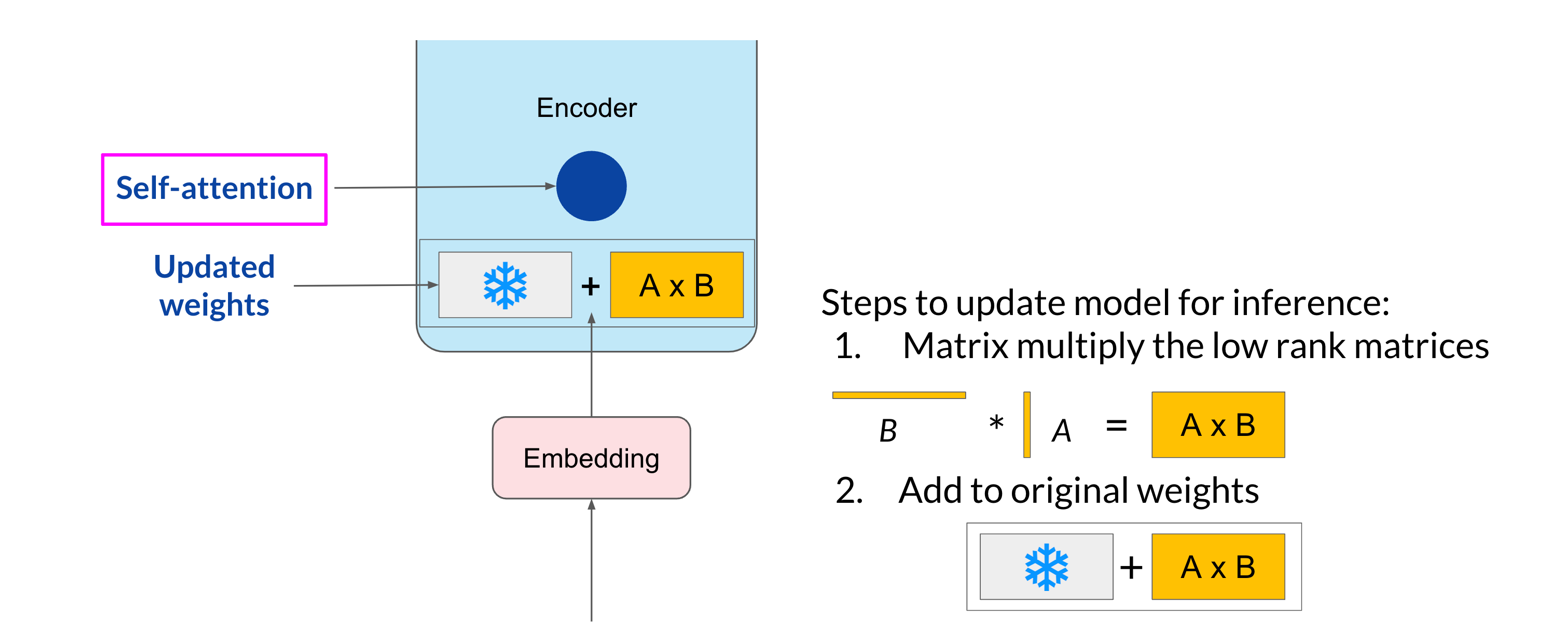 Encoder
Self-attention
Updated
weights
+
A x B
Embedding
Steps to update model for inference:
1. Matrix multiply the low rank matrices
B * A = A x B
2. Add to original weights
+ A x B